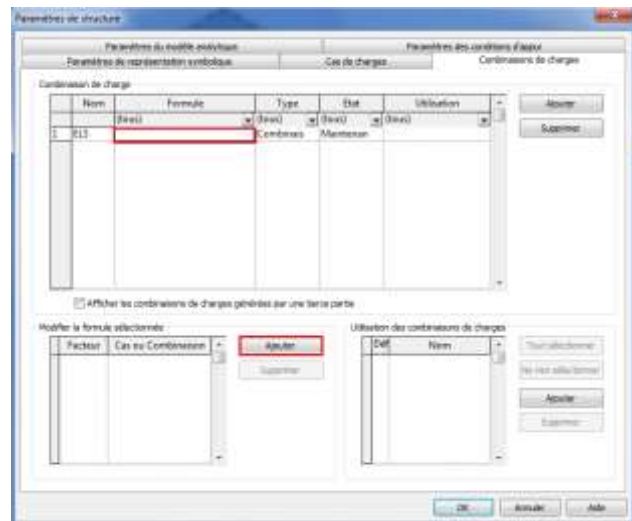 Paramètres de structure
Paramètres du modèle analytique
Paramètres des conditions d'appui
Paramètres de représentation symbolique
Cas de charges
Combinaisons de charges
Combinaison de charge
Nom Formule Type Etat Utilisation
(tous) (tous) (tous) (tous)
1 Combinais Maintenan
Ajouter
Supprimer
Afficher les combinaisons de charges générées par une tierce partie
Modifier la formule sélectionnée
Facteur Cas ou Combinaison
Ajouter
Supprimer
Utilisation des combinaisons de charges
Déf Nom
Tout sélectionner
Ne rien sélectionner
Ajouter
Supprimer
OK Annuler Aide